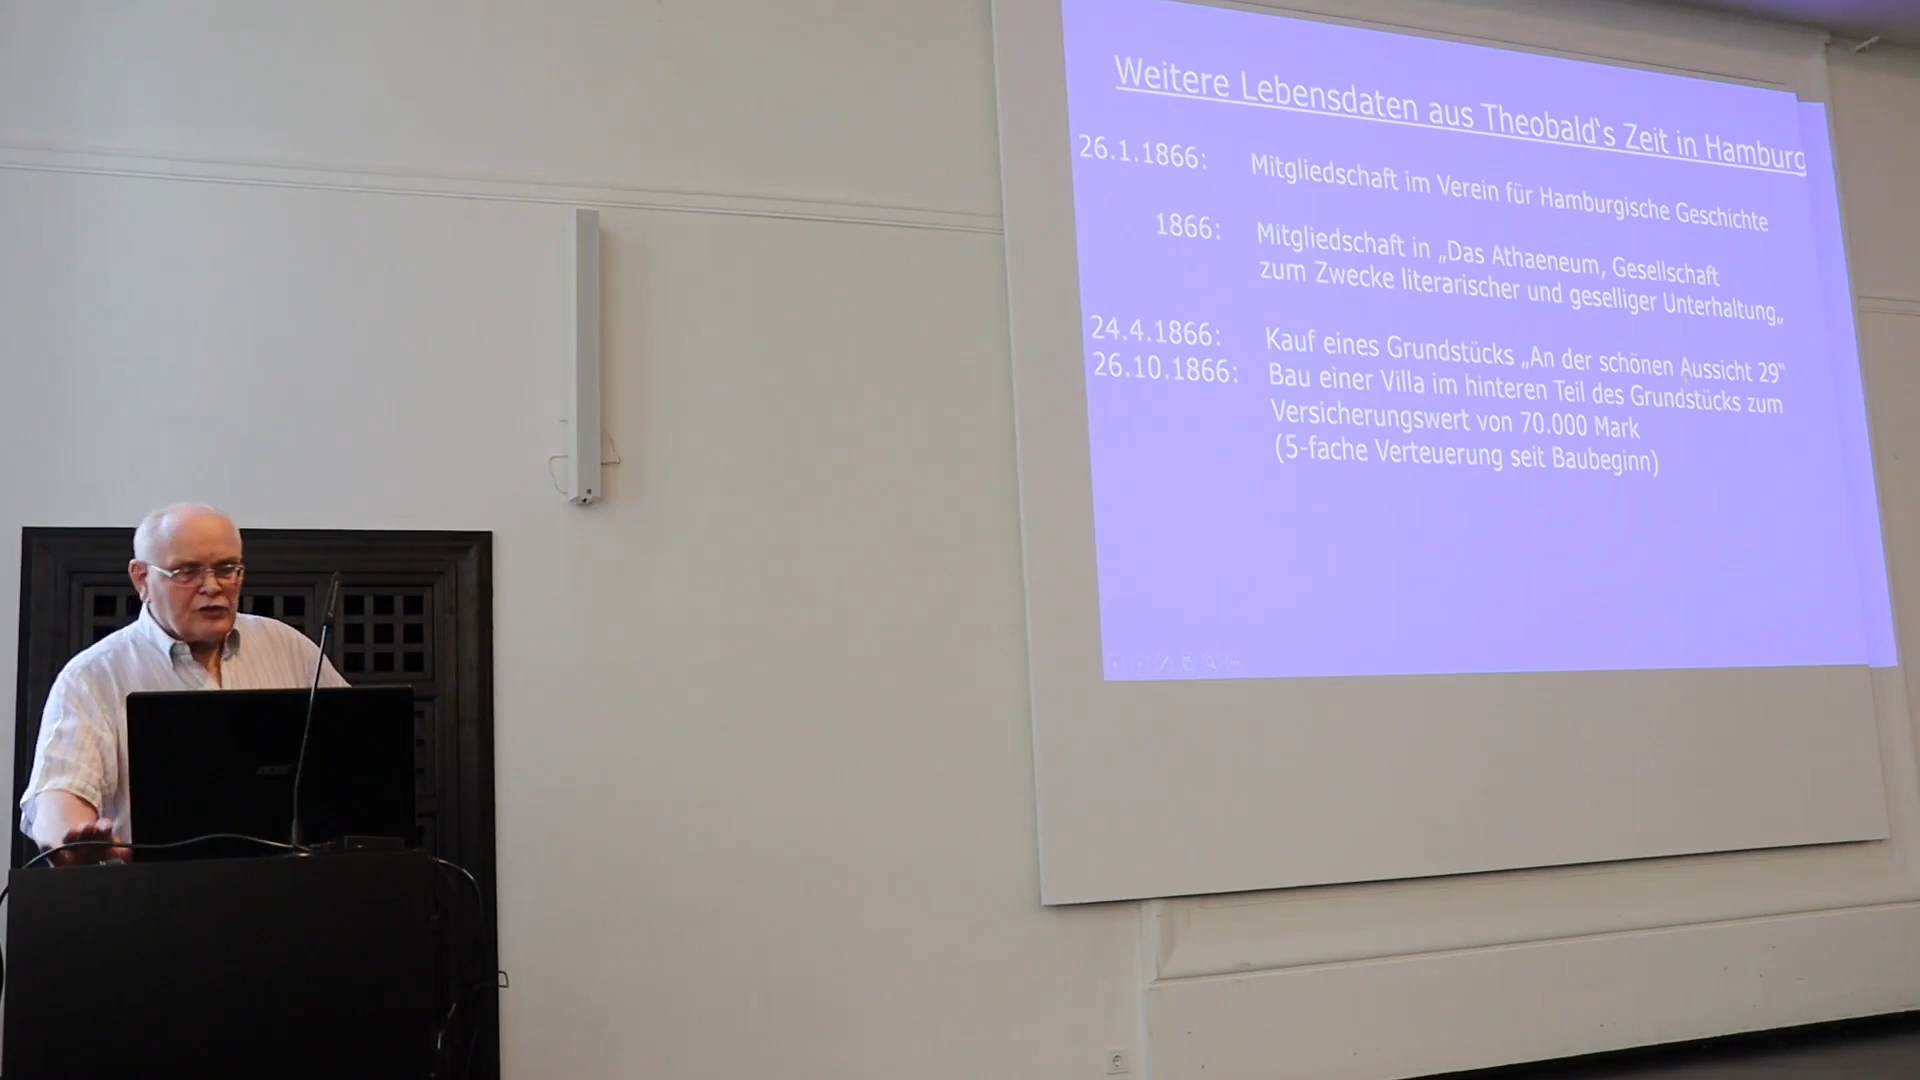 Weitere Lebensdaten aus Theobald‘s Zeit in Hamburg
26.1.1866: Mitgliedschaft im Verein für Hamburgische Geschichte
1866: Mitgliedschaft in „Das Athaeneum, Gesellschaft
zum Zwecke literarischer und geselliger Unterhaltung„
24.4.1866: Kauf eines Grundstücks „An der schönen Aussicht 29“
26.10.1866: Bau einer Villa im hinteren Teil des Grundstücks zum
Versicherungswert von 70.000 Mark
(5-fache Verteuerung seit Baubeginn)
acer